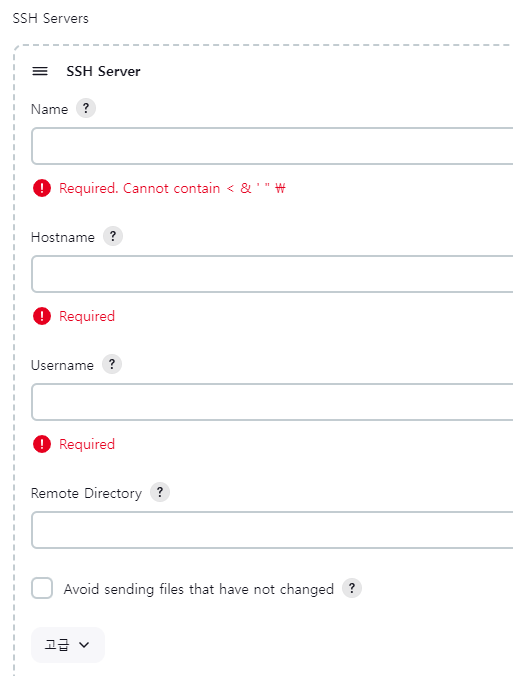 SSH Servers
SSH Server
Name ?
! Required. Cannot contain < & ' " ₩
Hostname ?
! Required
Username ?
! Required
Remote Directory ?
Avoid sending files that have not changed ?
고급